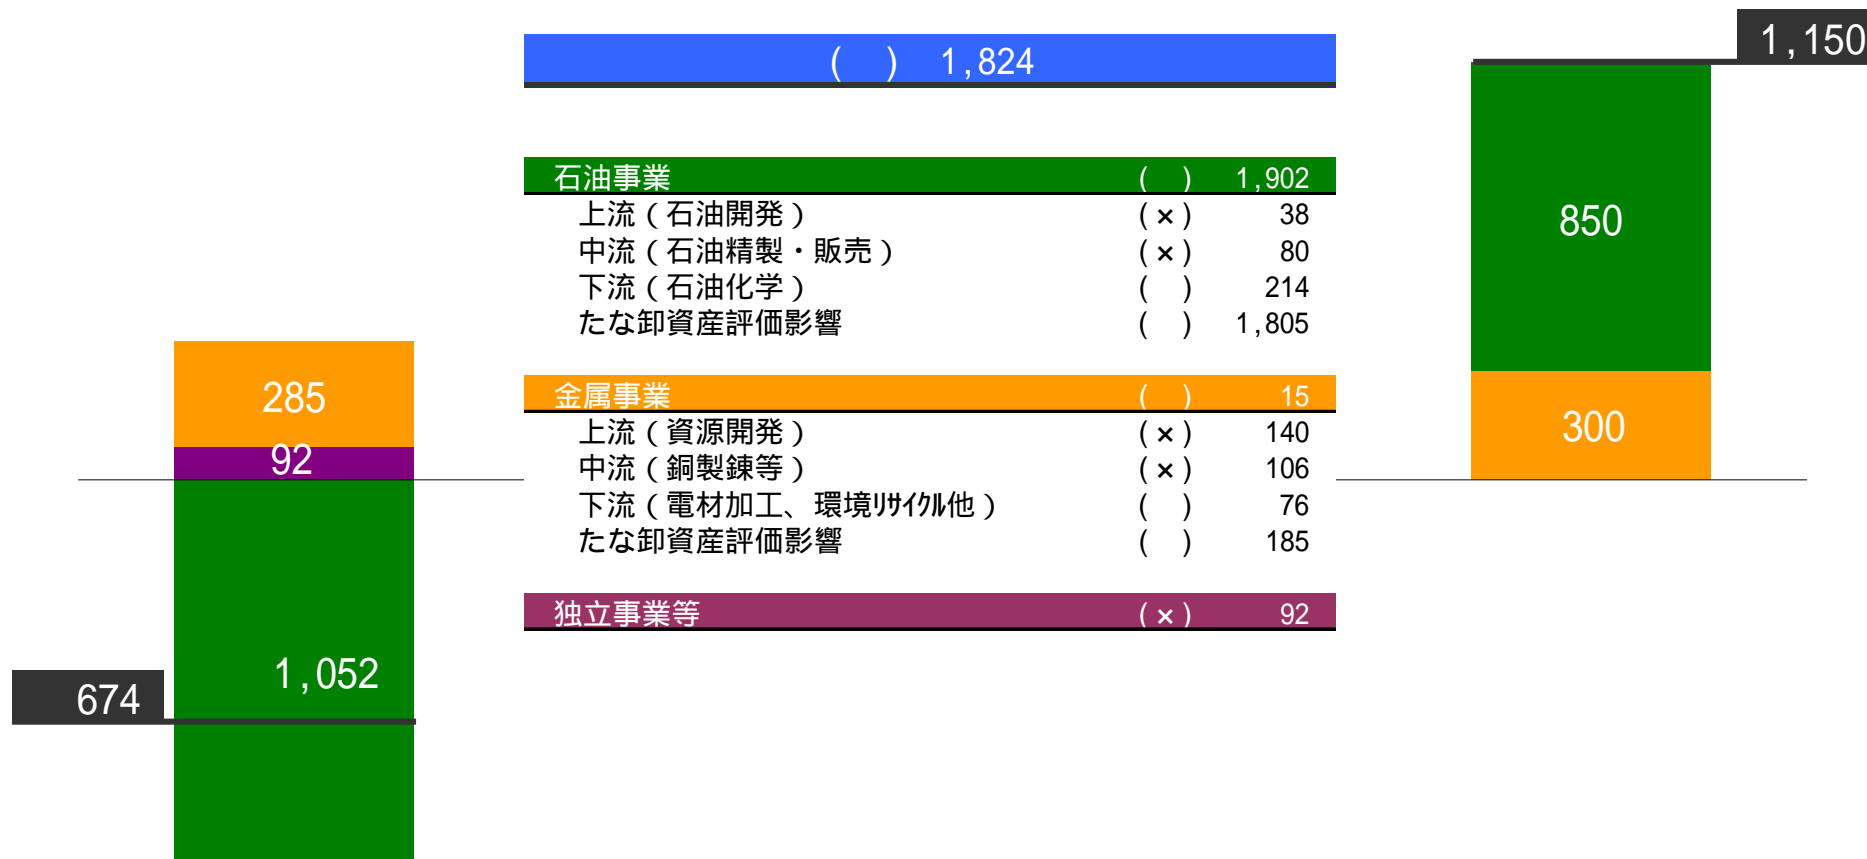 1,150
( ) 1,824
石油事業 ( ) 1,902
上流(石油開発) (×) 38
中流(石油精製・販売) (×) 80
下流(石油化学) ( ) 214
たな卸資産評価影響 ( ) 1,805
850
金属事業 ( ) 15
上流(資源開発) (×) 140
中流(銅製錬等) (×) 106
下流(電材加工、環境リサイクル他) ( ) 76
たな卸資産評価影響 ( ) 185
独立事業等 (×) 92
285
92
1,052
674
300